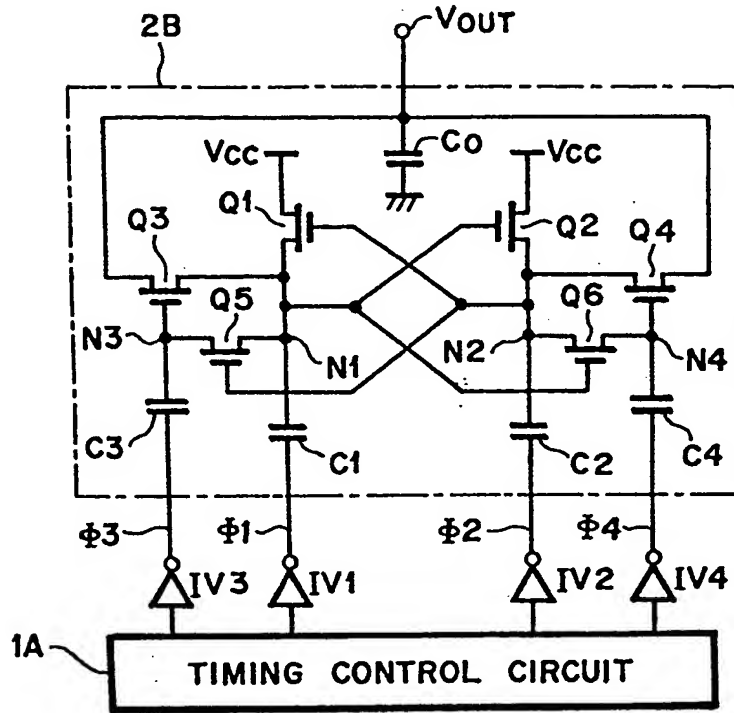 2B
VOUT
Co
Vcc
Vcc
Q1
Q2
Q3
Q4
Q5
Q6
N3
N1
N2
N4
C3
C1
C2
C4
Φ3
Φ1
Φ2
Φ4
IV3
IV1
IV2
IV4
1A
TIMING CONTROL CIRCUIT